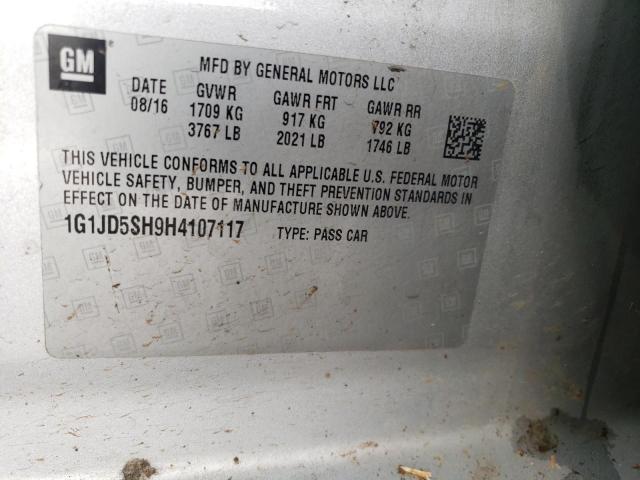 GM
MFD BY GENERAL MOTORS LLC
DATE GVWR GAWR FRT GAWR RR
08/16 1709 KG 917 KG 792 KG
3767 LB 2021 LB 1746 LB
THIS VEHICLE CONFORMS TO ALL APPLICABLE U.S. FEDERAL MOTOR
VEHICLE SAFETY, BUMPER, AND THEFT PREVENTION STANDARDS IN
EFFECT ON THE DATE OF MANUFACTURE SHOWN ABOVE.
1G1JD5SH9H4107117 TYPE: PASS CAR